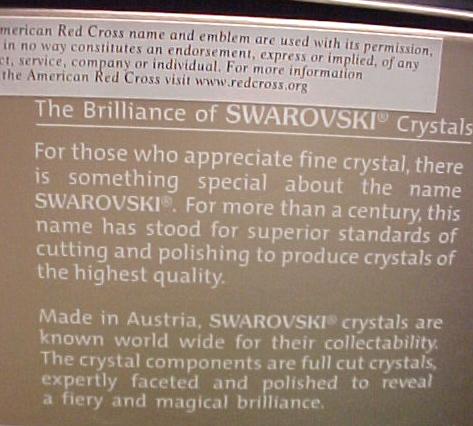 merican Red Cross name and emblem are used with its permission,
in no way constitutes an endorsement, express or implied, of any
ct, service, company or individual. For more information
the American Red Cross visit www.redcross.org
The Brilliance of SWAROVSKI® Crystals
For those who appreciate fine crystal, there
is something special about the name
SWAROVSKI®. For more than a century, this
name has stood for superior standards of
cutting and polishing to produce crystals of
the highest quality.
Made in Austria, SWAROVSKI® crystals are
known world wide for their collectability.
The crystal components are full cut crystals,
expertly faceted and polished to reveal
a fiery and magical brilliance.